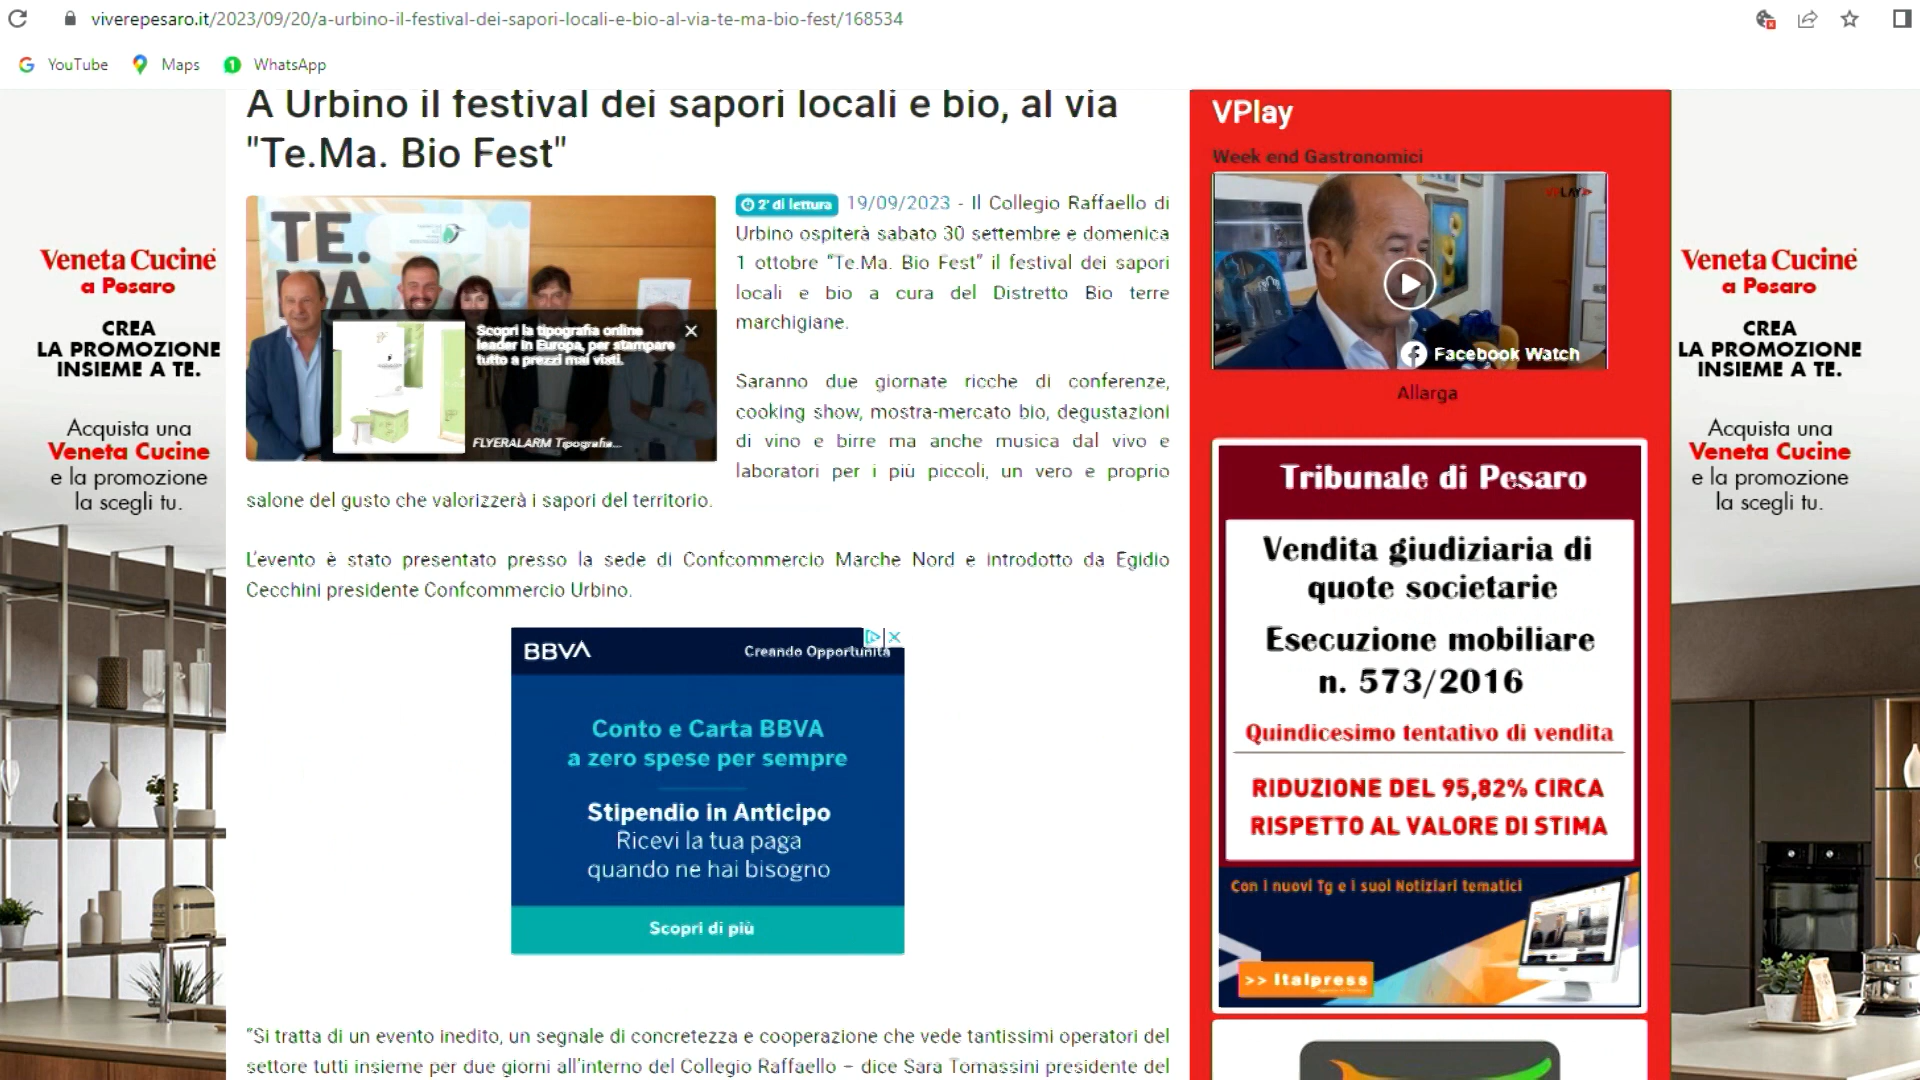 viverepesaro.it/2023/09/20/a-urbino-il-festival-dei-sapori-locali-e-bio-al-via-te-ma-bio-fest/168534
YouTube
Maps
WhatsApp
A Urbino il festival dei sapori locali e bio, al via
"Te.Ma. Bio Fest"
TE.
MA.
Scopri la tipografia online
leader in Europa, per stampare
tutto a prezzi mai visti.
FLYERALARM Tipografia...
2' di lettura 19/09/2023 - Il Collegio Raffaello di
Urbino ospiterà sabato 30 settembre e domenica
1 ottobre "Te.Ma. Bio Fest" il festival dei sapori
locali e bio a cura del Distretto Bio terre
marchigiane.
Saranno due giornate ricche di conferenze,
cooking show, mostra-mercato bio, degustazioni
di vino e birre ma anche musica dal vivo e
laboratori per i più piccoli, un vero e proprio
salone del gusto che valorizzerà i sapori del territorio.
L'evento è stato presentato presso la sede di Confcommercio Marche Nord e introdotto da Egidio
Cecchini presidente Confcommercio Urbino.
BBVA
Creando Opportunità
Conto e Carta BBVA
a zero spese per sempre
Stipendio in Anticipo
Ricevi la tua paga
quando ne hai bisogno
Scopri di più
"Si tratta di un evento inedito, un segnale di concretezza e cooperazione che vede tantissimi operatori del
settore tutti insieme per due giorni all'interno del Collegio Raffaello – dice Sara Tomassini presidente del
VPlay
Week end Gastronomici
VPLAY
Facebook Watch
Allarga
Tribunale di Pesaro
Vendita giudiziaria di
quote societarie
Esecuzione mobiliare
n. 573/2016
Quindicesimo tentativo di vendita
RIDUZIONE DEL 95,82% CIRCA
RISPETTO AL VALORE DI STIMA
Con i nuovi Tg e i suoi Notiziari tematici
>> Italpress
Veneta Cucine
a Pesaro
CREA
LA PROMOZIONE
INSIEME A TE.
Acquista una
Veneta Cucine
e la promozione
la scegli tu.
Veneta Cucine
a Pesaro
CREA
LA PROMOZIONE
INSIEME A TE.
Acquista una
Veneta Cucine
e la promozione
la scegli tu.